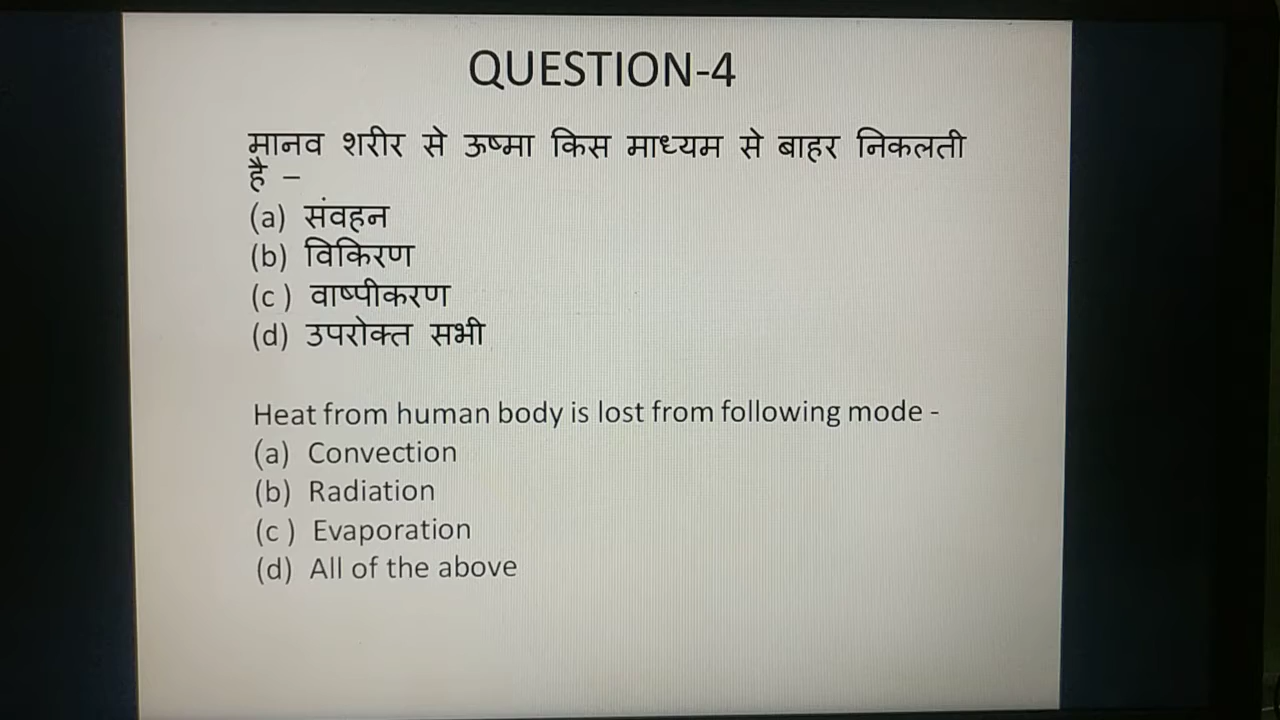 QUESTION-4
मानव शरीर से ऊष्मा किस माध्यम से बाहर निकलती
है –
(a) संवहन
(b) विकिरण
(c ) वाष्पीकरण
(d) उपरोक्त सभी
Heat from human body is lost from following mode -
(a) Convection
(b) Radiation
(c ) Evaporation
(d) All of the above